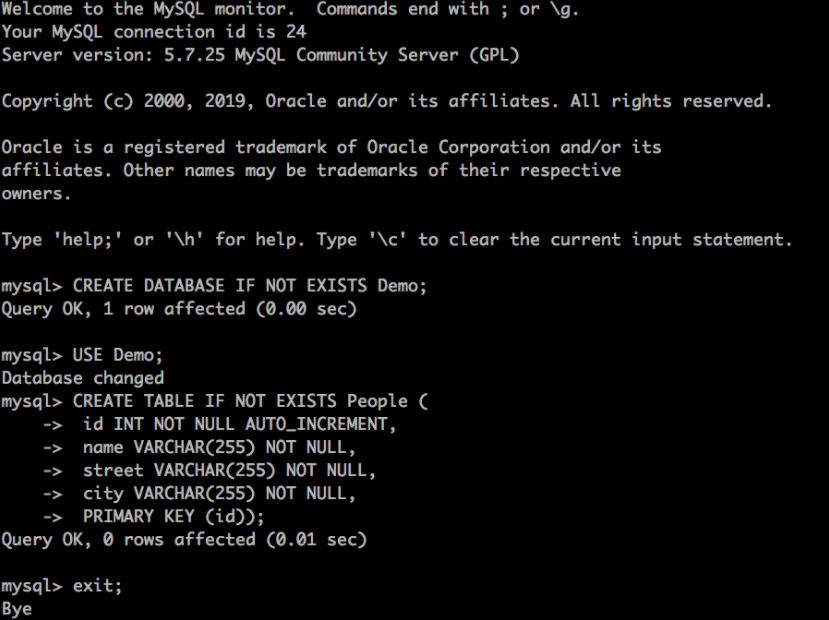 Welcome to the MySQL monitor.  Commands end with ; or \g.
Your MySQL connection id is 24
Server version: 5.7.25 MySQL Community Server (GPL)

Copyright (c) 2000, 2019, Oracle and/or its affiliates. All rights reserved.

Oracle is a registered trademark of Oracle Corporation and/or its
affiliates. Other names may be trademarks of their respective
owners.

Type 'help;' or '\h' for help. Type '\c' to clear the current input statement.

mysql> CREATE DATABASE IF NOT EXISTS Demo;
Query OK, 1 row affected (0.00 sec)

mysql> USE Demo;
Database changed
mysql> CREATE TABLE IF NOT EXISTS People (
    ->  id INT NOT NULL AUTO_INCREMENT,
    ->  name VARCHAR(255) NOT NULL,
    ->  street VARCHAR(255) NOT NULL,
    ->  city VARCHAR(255) NOT NULL,
    ->  PRIMARY KEY (id));
Query OK, 0 rows affected (0.01 sec)

mysql> exit;
Bye